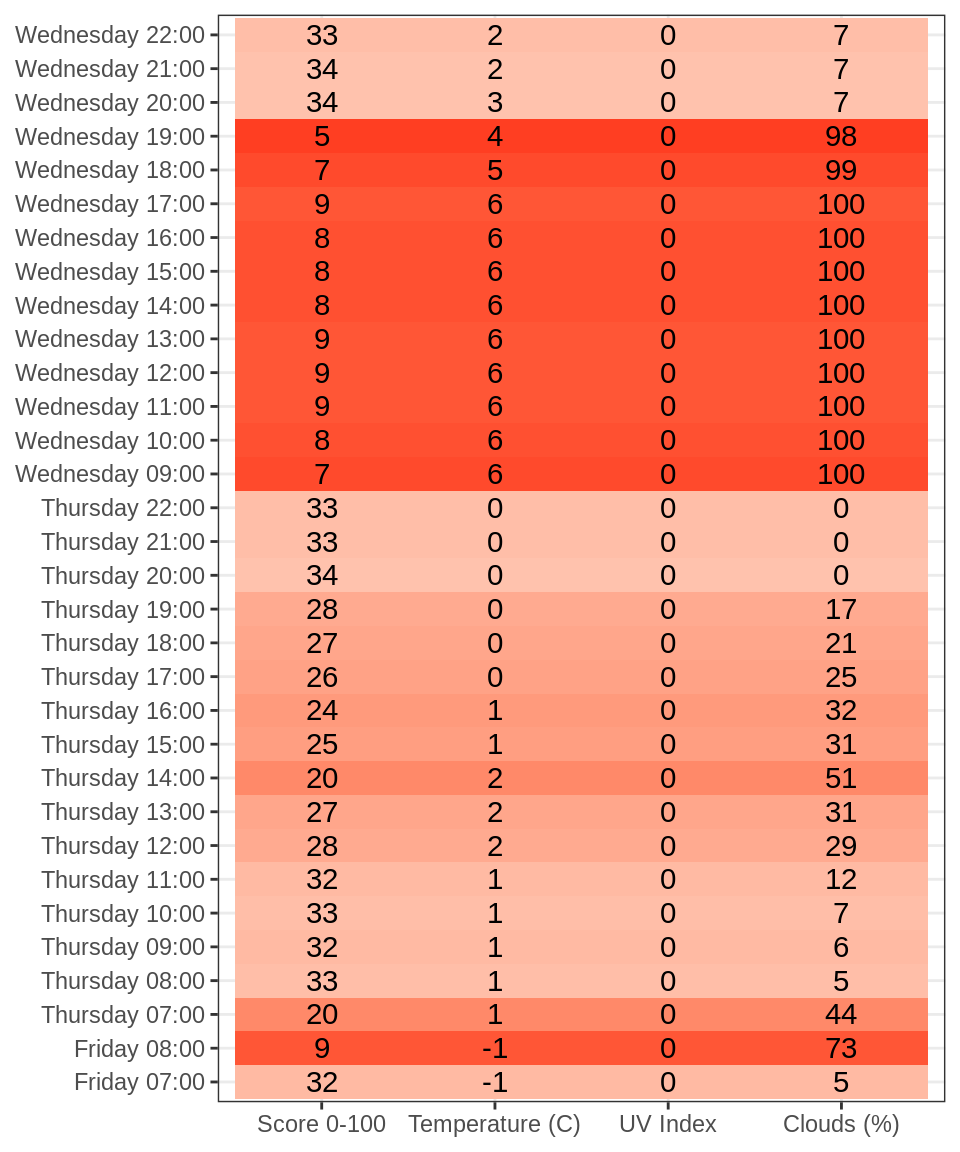 Wednesday 22:00 33 2 0 7
Wednesday 21:00 34 2 0 7
Wednesday 20:00 34 3 0 7
Wednesday 19:00 5 4 0 98
Wednesday 18:00 7 5 0 99
Wednesday 17:00 9 6 0 100
Wednesday 16:00 8 6 0 100
Wednesday 15:00 8 6 0 100
Wednesday 14:00 8 6 0 100
Wednesday 13:00 9 6 0 100
Wednesday 12:00 9 6 0 100
Wednesday 11:00 9 6 0 100
Wednesday 10:00 8 6 0 100
Wednesday 09:00 7 6 0 100
Thursday 22:00 33 0 0 0
Thursday 21:00 33 0 0 0
Thursday 20:00 34 0 0 0
Thursday 19:00 28 0 0 17
Thursday 18:00 27 0 0 21
Thursday 17:00 26 0 0 25
Thursday 16:00 24 1 0 32
Thursday 15:00 25 1 0 31
Thursday 14:00 20 2 0 51
Thursday 13:00 27 2 0 31
Thursday 12:00 28 2 0 29
Thursday 11:00 32 1 0 12
Thursday 10:00 33 1 0 7
Thursday 09:00 32 1 0 6
Thursday 08:00 33 1 0 5
Thursday 07:00 20 1 0 44
Friday 08:00 9 -1 0 73
Friday 07:00 32 -1 0 5
Score 0-100 Temperature (C) UV Index Clouds (%)